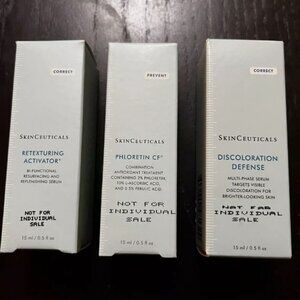 CORRECT
SKINCEUTICALS
RETEXTURING
ACTIVATOR
BI-FUNCTIONAL
RESURFACING AND
REPLENISHING SERUM
NOT FOR
INDIVIDUAL
SALE
15 ml / 0.5 fl oz
PREVENT
SKINCEUTICALS
PHLORETIN CF®
COMBINATION
ANTIOXIDANT TREATMENT
CONTAINING 2% PHLORETIN,
10% L-ASCORBIC ACID,
AND 0.5% FERULIC ACID
NOT FOR
INDIVIDUAL
SALE
15 ml / 0.5 fl oz
CORRECT
SKINCEUTICALS
DISCOLORATION
DEFENSE
MULTI-PHASE SERUM
TARGETS VISIBLE
DISCOLORATION FOR
BRIGHTER-LOOKING SKIN
NOT FOR
INDIVIDUAL
SALE
15 ml / 0.5 fl oz